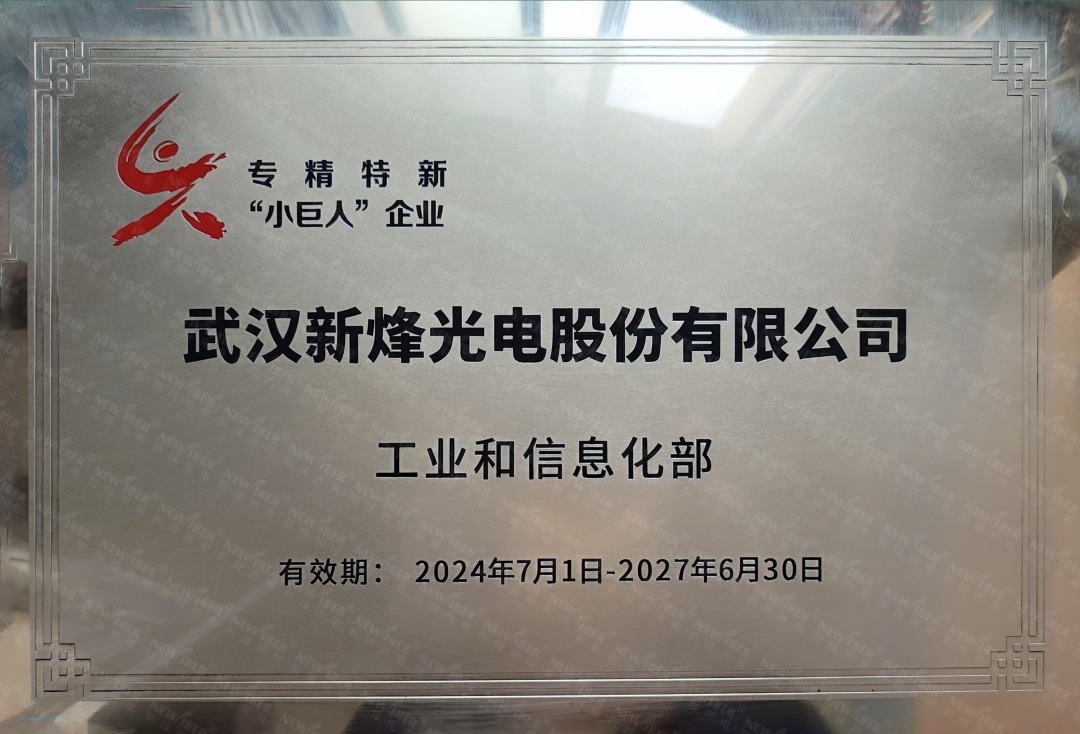 专精特新
“小巨人”企业
武汉新烽光电股份有限公司
工业和信息化部
有效期： 2024年7月1日-2027年6月30日